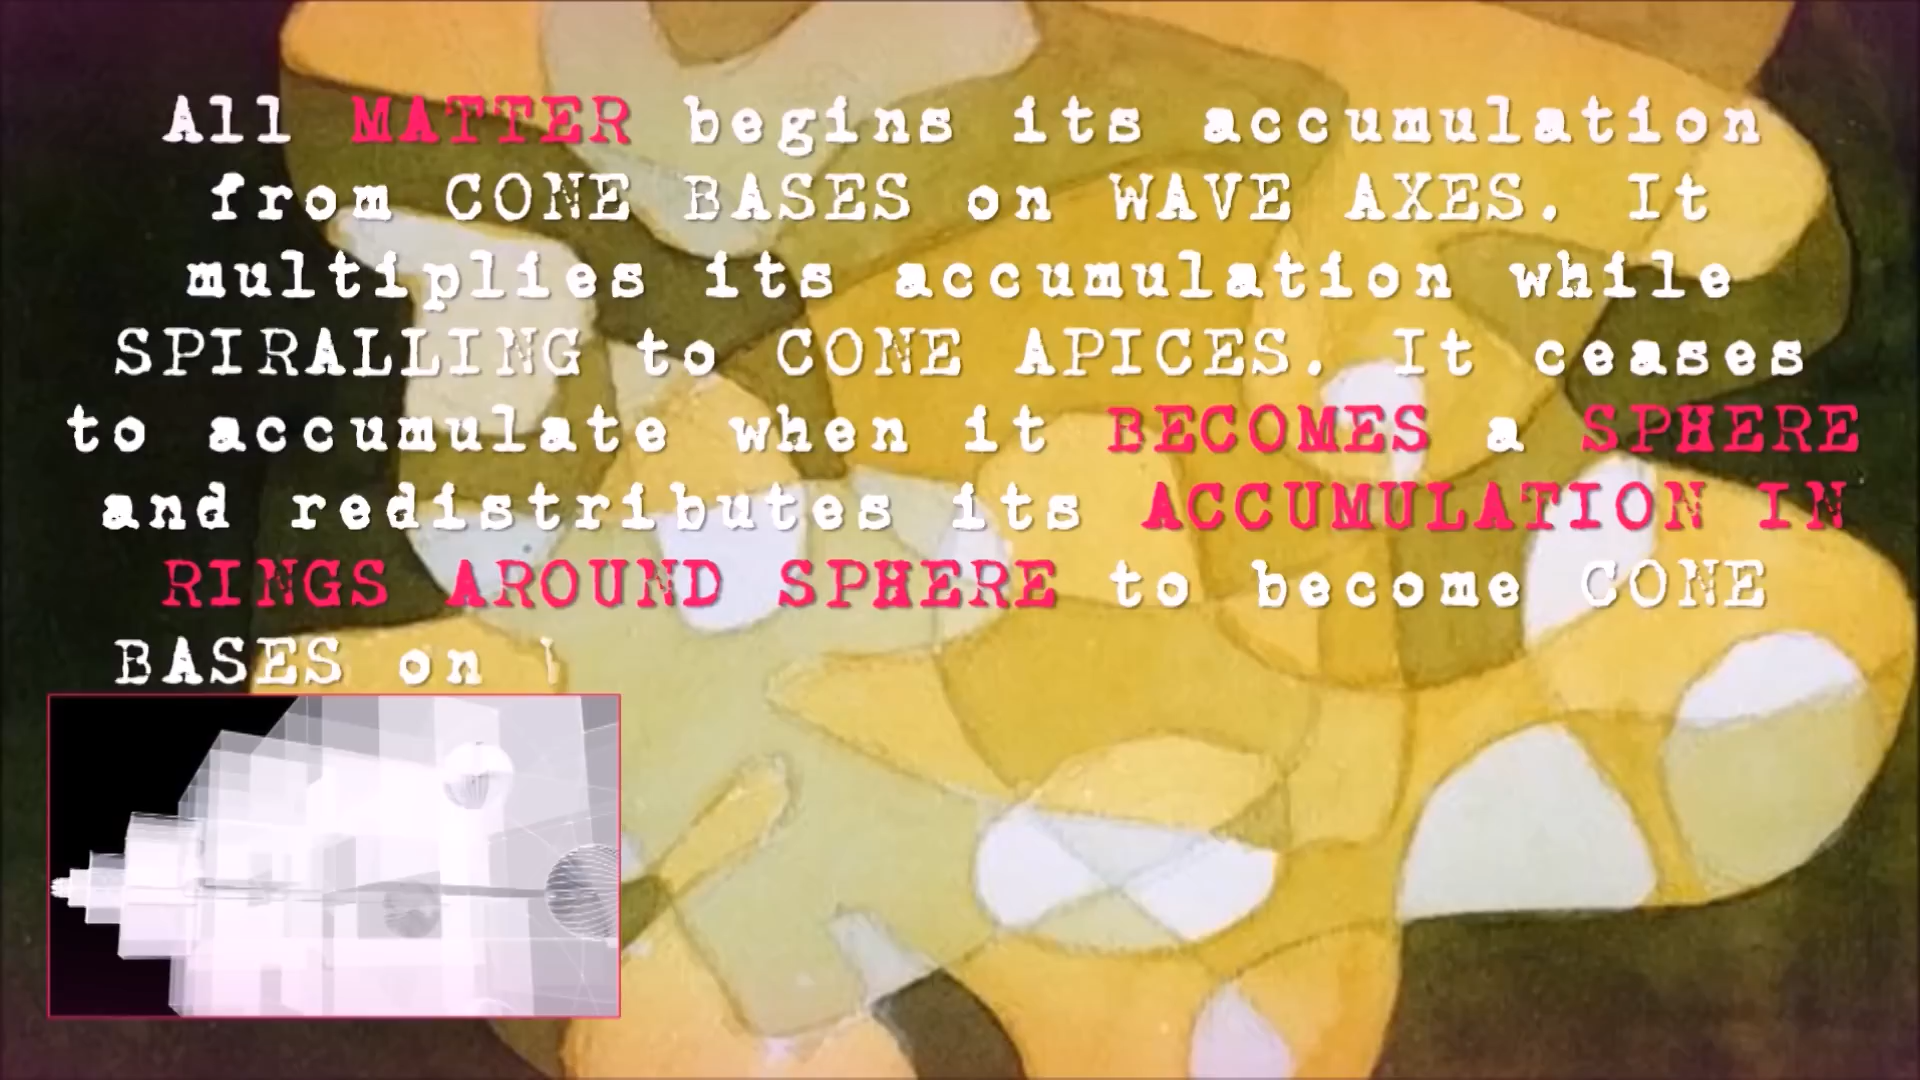 All MATTER begins its accumulation
from CONE BASES on WAVE AXES. It
multiplies its accumulation while
SPIRALLING to CONE APICES. It ceases
to accumulate when it BECOMES a SPHERE
and redistributes its ACCUMULATION IN
RINGS AROUND SPHERE to become CONE
BASES on